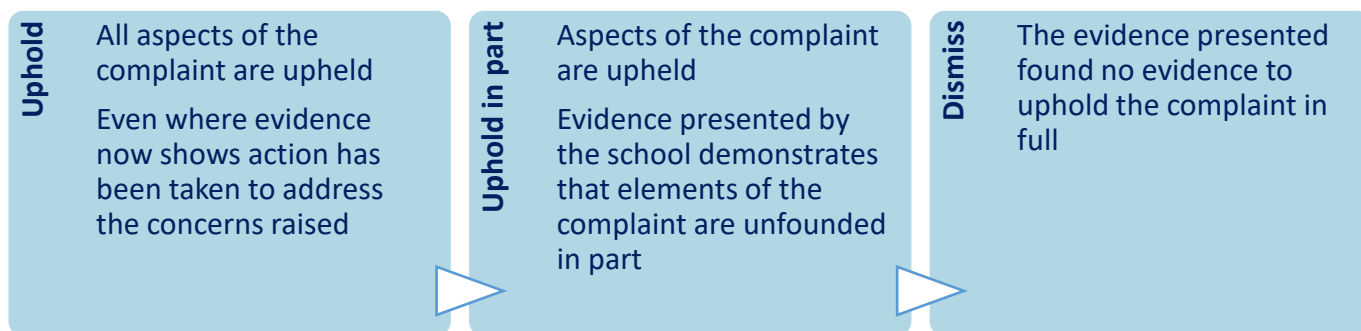 Uphold
All aspects of the
complaint are upheld
Even where evidence
now shows action has
been taken to address
the concerns raised
Uphold in part
Aspects of the complaint
are upheld
Evidence presented by
the school demonstrates
that elements of the
complaint are unfounded
in part
Dismiss
The evidence presented
found no evidence to
uphold the complaint in
full